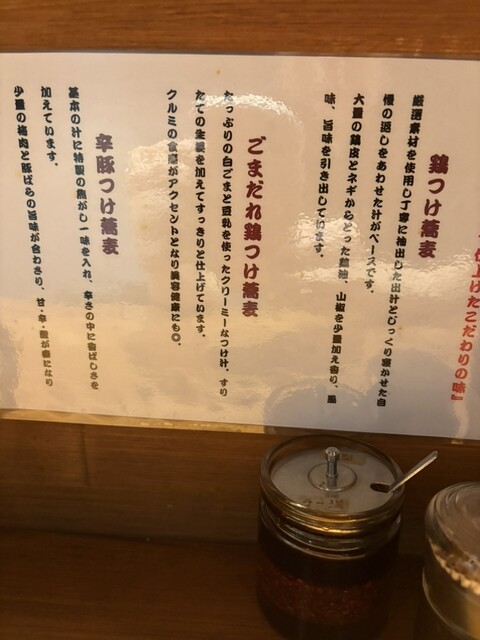 仕上げたこだわりの味』
鶏つけ蕎麦
厳選素材を使用し丁寧に抽出した出汁とじっくり寝かせた自
慢の返しをあわせた汁がベースです。
大量の鶏皮とネギからとった鶏油、山椒を少量加え香り、風
味、旨味を引き出しています。
ごまだれ鶏つけ蕎麦
たっぷりの白ごまと豆乳を使ったクリーミーなつけ汁。すり
たての生姜を加えてすっきりと仕上げています。
クルミの食感がアクセントとなり美容健康にも◎。
辛豚つけ蕎麦
基本の汁に特製の焦がし一味を入れ、辛さの中に香ばしさを
加えています。
少量の梅肉と豚ばらの旨味が合わさり、甘・辛・酸が癖になり